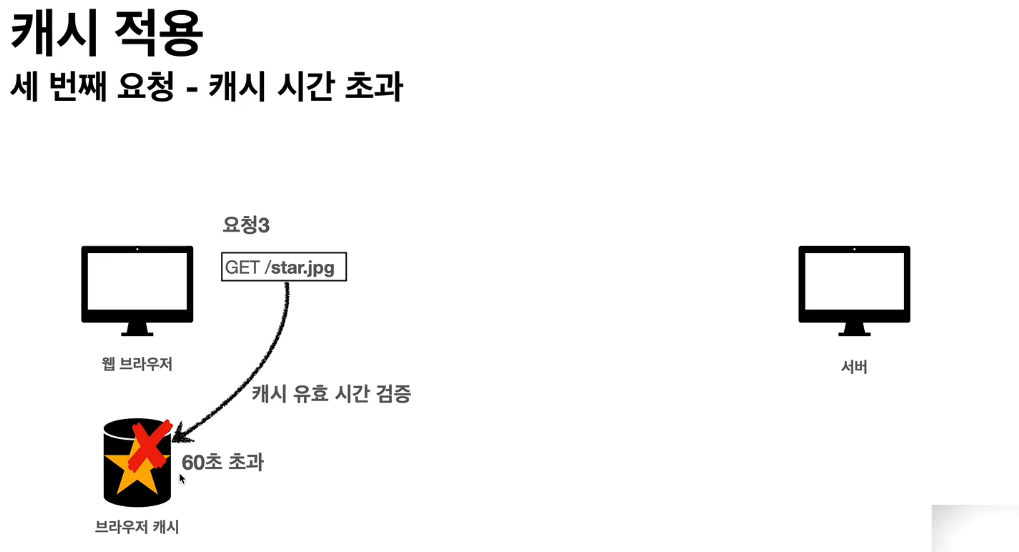 캐시 적용
세 번째 요청 - 캐시 시간 초과
요청3
GET /star.jpg
웹 브라우저
서버
캐시 유효 시간 검증
60초 초과
브라우저 캐시